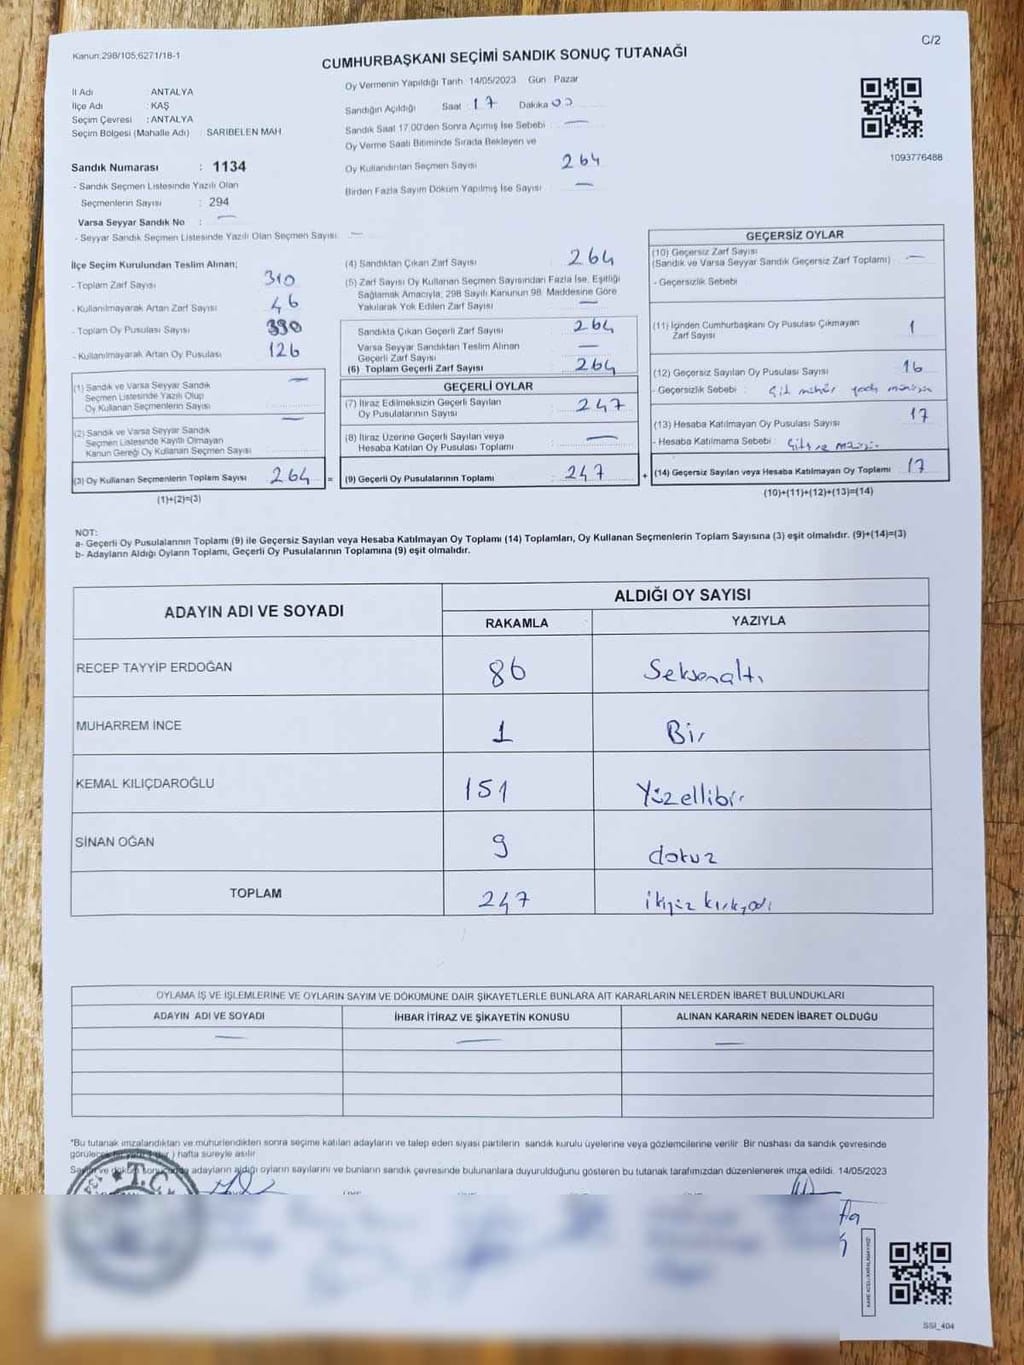 Kanun:298/105;6271/18-1
C/2
CUMHURBAŞKANI SEÇİMİ SANDIK SONUÇ TUTANAĞI
İl Adı : ANTALYA
İlçe Adı : KAŞ
Seçim Çevresi : ANTALYA
Seçim Bölgesi (Mahalle Adı) : SARIBELEN MAH
Sandık Numarası : 1134
- Sandık Seçmen Listesinde Yazılı Olan
Seçmenlerin Sayısı : 294
Varsa Seyyar Sandık No : —
- Seyyar Sandık Seçmen Listesinde Yazılı Olan Seçmen Sayısı: —
Oy Vermenin Yapıldığı Tarih 14/05/2023 Gün Pazar
Sandığın Açıldığı Saat : 17 Dakika 00
Sandık Saat 17.00'den Sonra Açımış İse Sebebi : —
Oy Verme Saati Bitiminde Sırada Bekleyen ve
Oy Kullandırılan Seçmen Sayısı : 264
Birden Fazla Sayım Döküm Yapılmış İse Sayısı : —
1093776488
İlçe Seçim Kurulundan Teslim Alınan;
- Toplam Zarf Sayısı : 310
- Kullanılmayarak Artan Zarf Sayısı : 46
- Toplam Oy Pusulası Sayısı : 390
- Kullanılmayarak Artan Oy Pusulası : 126
(1) Sandık ve Varsa Seyyar Sandık
Seçmen Listesinde Yazılı Olup
Oy Kullanan Seçmenlerin Sayısı : —
(2) Sandık ve Varsa Seyyar Sandık
Seçmen Listesinde Kayıtlı Olmayan
Kanun Gereği Oy Kullanan Seçmen Sayısı : —
(3) Oy Kullanan Seçmenlerin Toplam Sayısı : 264 =
(1)+(2)=(3)
(4) Sandıktan Çıkan Zarf Sayısı : 264
(5) Zarf Sayısı Oy Kullanan Seçmen Sayısından Fazla İse, Eşitliği
Sağlamak Amacıyla, 298 Sayılı Kanunun 98. Maddesine Göre
Yakılarak Yok Edilen Zarf Sayısı : —
Sandıkta Çıkan Geçerli Zarf Sayısı : 264
Varsa Seyyar Sandıktan Teslim Alınan
Geçerli Zarf Sayısı : —
(6) Toplam Geçerli Zarf Sayısı : 264
GEÇERLİ OYLAR
(7) İtiraz Edilmeksizin Geçerli Sayılan
Oy Pusulalarının Sayısı : 247
(8) İtiraz Üzerine Geçerli Sayılan veya
Hesaba Katılan Oy Pusulası Toplamı : —
(9) Geçerli Oy Pusulalarının Toplamı : 247 +
GEÇERSİZ OYLAR
(10) Geçersiz Zarf Sayısı
(Sandık ve Varsa Seyyar Sandık Geçersiz Zarf Toplamı) : —
- Geçersizlik Sebebi :
(11) İçinden Cumhurbaşkanı Oy Pusulası Çıkmayan
Zarf Sayısı : 1
(12) Geçersiz Sayılan Oy Pusulası Sayısı : 16
- Geçersizlik Sebebi : Çift mühür
(13) Hesaba Katılmayan Oy Pusulası Sayısı : 17
- Hesaba Katılmama Sebebi :
(14) Geçersiz Sayılan veya Hesaba Katılmayan Oy Toplamı : 17
(10)+(11)+(12)+(13)=(14)
NOT:
a- Geçerli Oy Pusulalarının Toplamı (9) ile Geçersiz Sayılan veya Hesaba Katılmayan Oy Toplamı (14) Toplamları, Oy Kullanan Seçmenlerin Toplam Sayısına (3) eşit olmalıdır. (9)+(14)=(3)
b- Adayların Aldığı Oyların Toplamı, Geçerli Oy Pusulalarının Toplamına (9) eşit olmalıdır.
ADAYIN ADI VE SOYADI
ALDIĞI OY SAYISI
RAKAMLA YAZIYLA
RECEP TAYYİP ERDOĞAN 86 Seksenaltı
MUHARREM İNCE 1 Bir
KEMAL KILIÇDAROĞLU 151 Yüzellibir
SİNAN OĞAN 9 dokuz
TOPLAM 247 ikiyüz kırkyedi
OYLAMA İŞ VE İŞLEMLERİNE VE OYLARIN SAYIM VE DÖKÜMÜNE DAİR ŞİKAYETLERLE BUNLARA AİT KARARLARIN NELERDEN İBARET BULUNDUKLARI
ADAYIN ADI VE SOYADI İHBAR İTİRAZ VE ŞİKAYETİN KONUSU ALINAN KARARIN NEDEN İBARET OLDUĞU
— — —
"Bu tutanak imzalandıktan ve mühürlendikten sonra seçime katılan adayların ve talep eden siyasi partilerin sandık kurulu üyelerine veya gözlemcilerine verilir. Bir nüshası da sandık çevresinde
görülecek bir yere 1 (bir) hafta süreyle asılır
Sayım ve döküm sonucunda adayların aldığı oyların sayılarını ve bunların sandık çevresinde bulunanlara duyurulduğunu gösteren bu tutanak tarafımızdan düzenlenerek imza edildi. 14/05/2023
T.C.
SSI_404